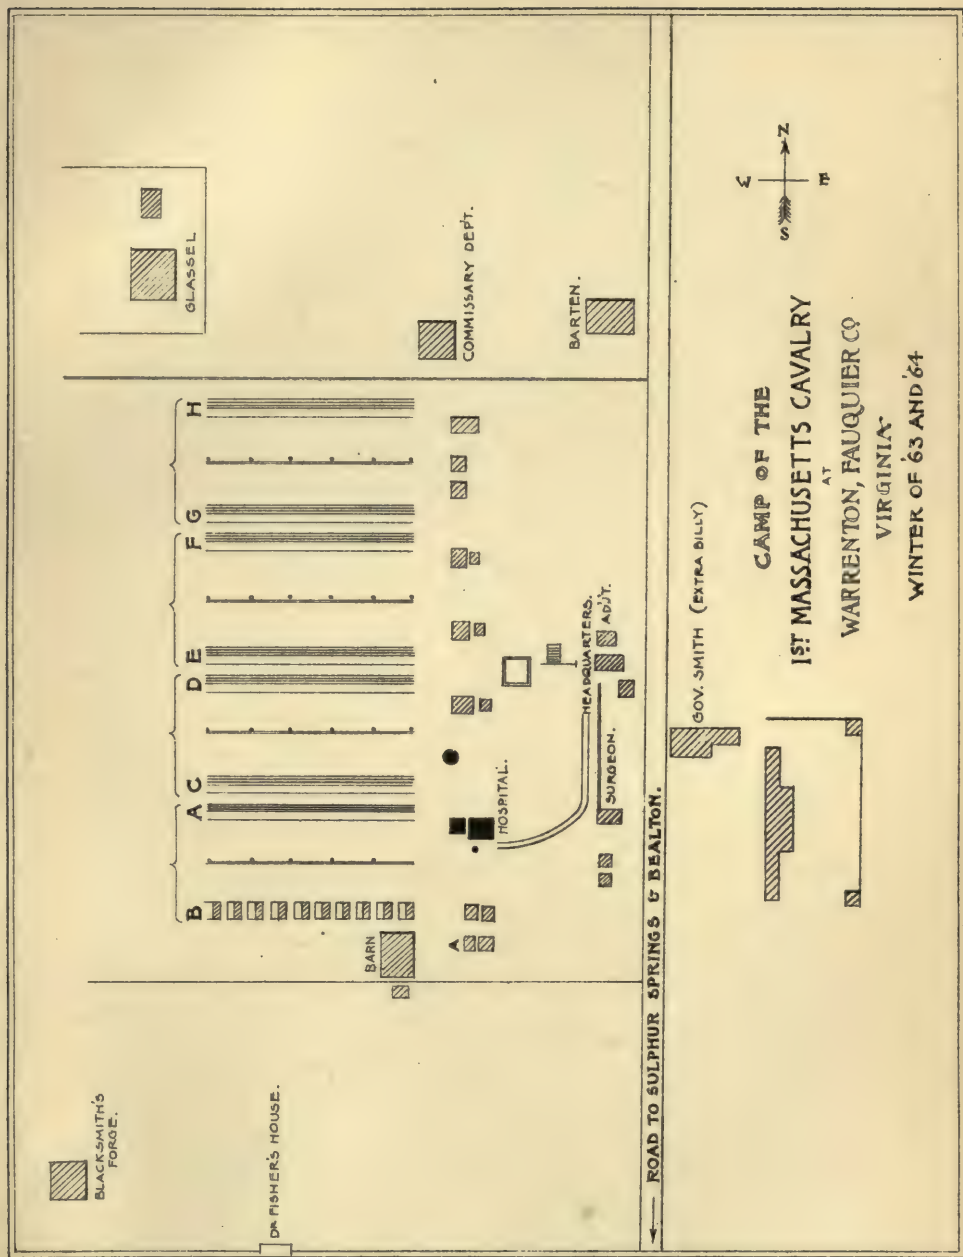 CAMP OF THE
1ST MASSACHUSETTS CAVALRY
AT
WARRENTON, FAUQUIER CO.
VIRGINIA
WINTER OF '63 AND '64
N
W
E
S
BLACKSMITH'S
FORGE.
DR FISHER'S HOUSE.
BARN
B
A
C
D
E
F
G
H
GLASSEL
A
HOSPITAL.
COMMISSARY DEP'T.
SURGEON.
HEADQUARTERS.
ADJ'T.
BARTEN.
ROAD TO SULPHUR SPRINGS & BEALTON.
GOV. SMITH (EXTRA BILLY)